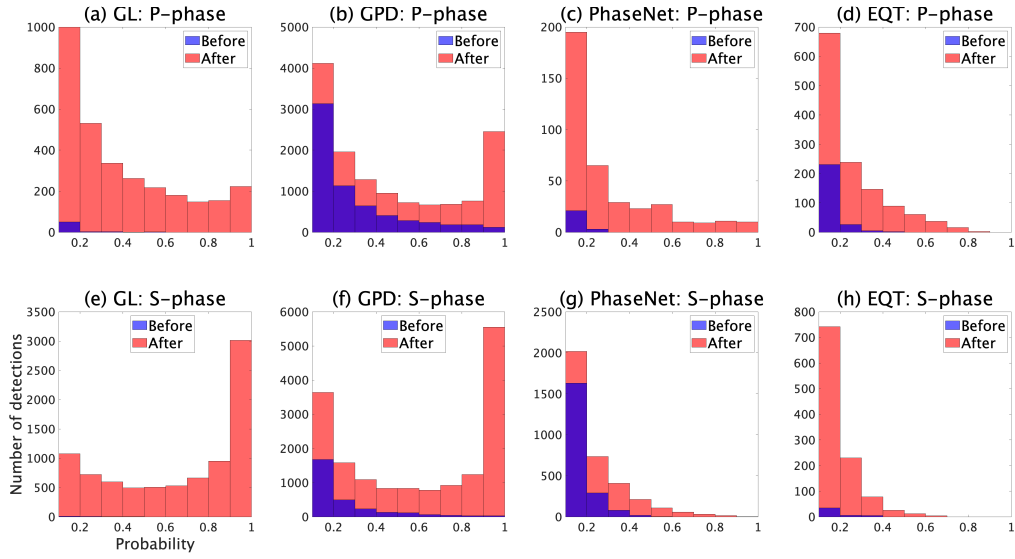 (a) GL: P-phase
1000
800
600
400
200
0
0.2 0.4 0.6 0.8 1
Before
After
(b) GPD: P-phase
5000
4000
3000
2000
1000
0
0.2 0.4 0.6 0.8 1
Before
After
(c) PhaseNet: P-phase
200
150
100
50
0
0.2 0.4 0.6 0.8 1
Before
After
(d) EQT: P-phase
700
600
500
400
300
200
100
0
0.2 0.4 0.6 0.8 1
Before
After
(e) GL: S-phase
Number of detections
3500
3000
2500
2000
1500
1000
500
0
0.2 0.4 0.6 0.8 1
Probability
Before
After
(f) GPD: S-phase
6000
5000
4000
3000
2000
1000
0
0.2 0.4 0.6 0.8 1
Before
After
(g) PhaseNet: S-phase
2500
2000
1500
1000
500
0
0.2 0.4 0.6 0.8 1
Before
After
(h) EQT: S-phase
800
700
600
500
400
300
200
100
0
0.2 0.4 0.6 0.8 1
Before
After